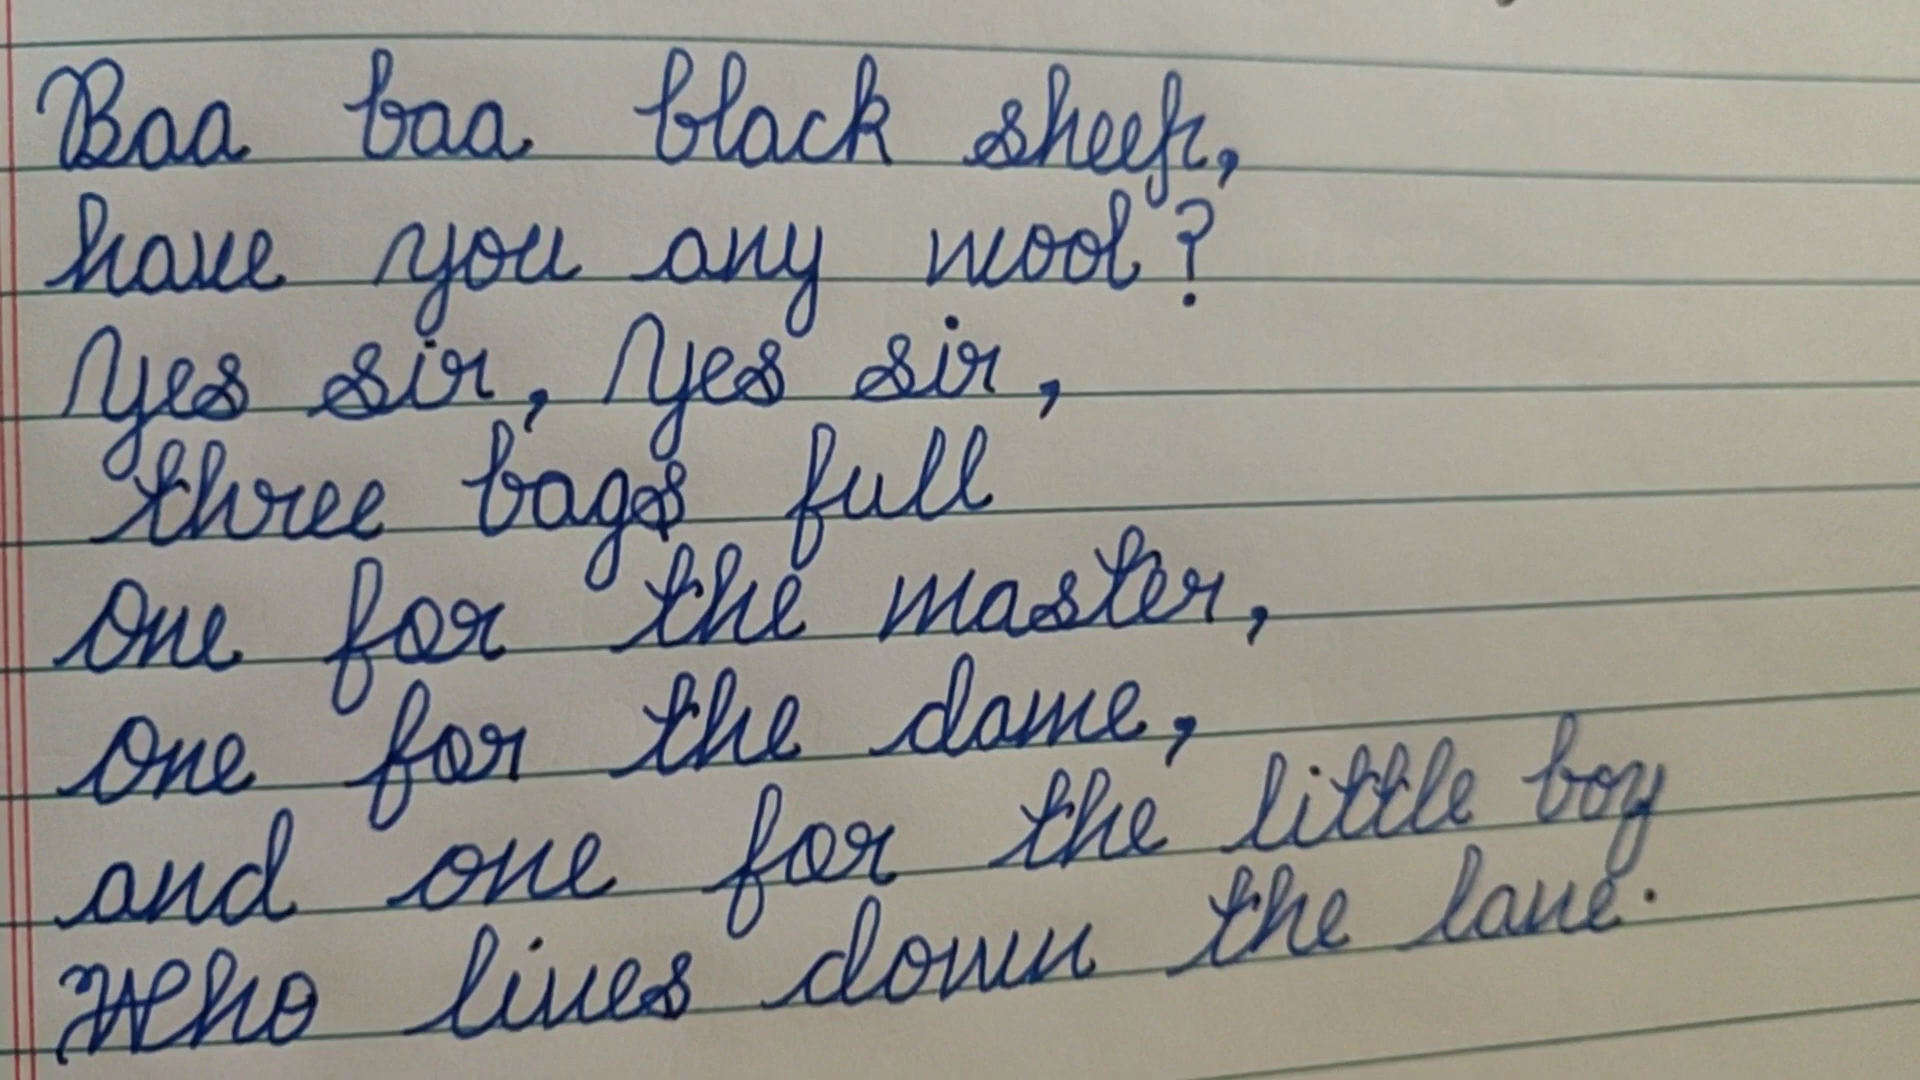 Baa baa black sheep,
have you any wool?
Yes sir, Yes sir,
three bags full
One for the master,
One for the dame,
and one for the little boy
Who lives down the lane.